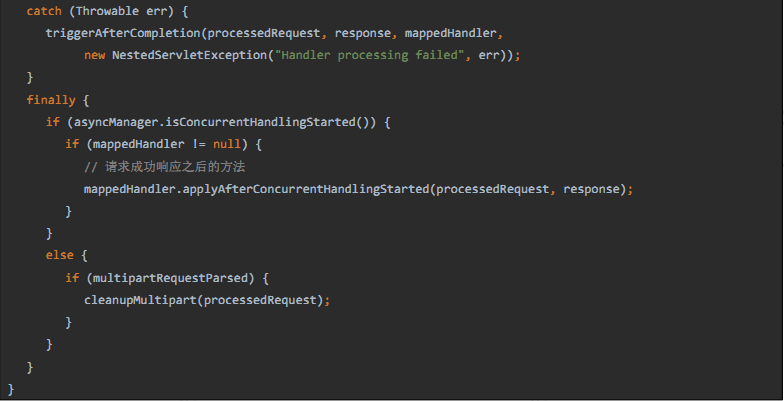 catch (Throwable err) {
triggerAfterCompletion(processedRequest, response, mappedHandler,
new NestedServletException("Handler processing failed", err));
}
finally {
if (asyncManager.isConcurrentHandlingStarted()) {
if (mappedHandler != null) {
// 请求成功响应之后的方法
mappedHandler.applyAfterConcurrentHandlingStarted(processedRequest, response);
}
}
else {
if (multipartRequestParsed) {
cleanupMultipart(processedRequest);
}
}
}
}